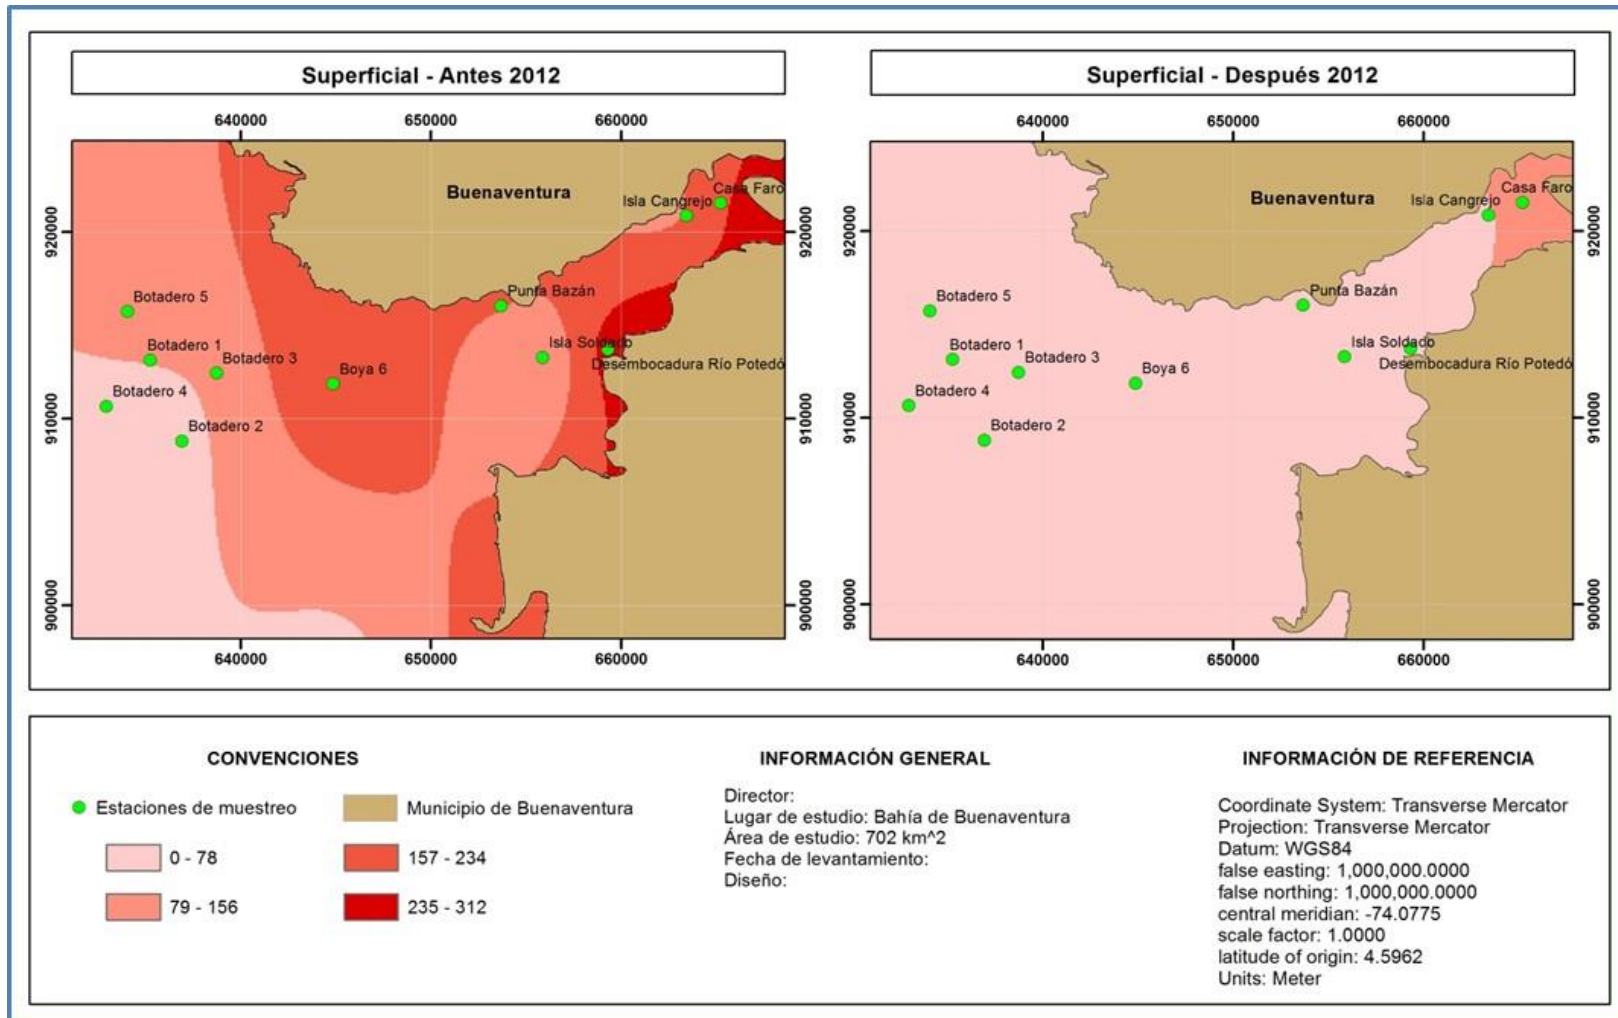 Superficial - Antes 2012
640000
650000
660000
920000
910000
900000
Buenaventura
Casa Faro
Isla Cangrejo
Punta Bazán
Botadero 5
Botadero 1
Botadero 3
Isla Soldado
Desembocadura Río Potedó
Boya 6
Botadero 4
Botadero 2
920000
910000
900000
640000
650000
660000
Superficial - Después 2012
640000
650000
660000
920000
910000
900000
Buenaventura
Casa Faro
Isla Cangrejo
Punta Bazán
Botadero 5
Botadero 1
Botadero 3
Isla Soldado
Desembocadura Río Potedó
Boya 6
Botadero 4
Botadero 2
920000
910000
900000
640000
650000
660000
CONVENCIONES
Estaciones de muestreo
Municipio de Buenaventura
0 - 78
157 - 234
79 - 156
235 - 312
INFORMACIÓN GENERAL
Director:
Lugar de estudio: Bahía de Buenaventura
Área de estudio: 702 km^2
Fecha de levantamiento:
Diseño:
INFORMACIÓN DE REFERENCIA
Coordinate System: Transverse Mercator
Projection: Transverse Mercator
Datum: WGS84
false easting: 1,000,000.0000
false northing: 1,000,000.0000
central meridian: -74.0775
scale factor: 1.0000
latitude of origin: 4.5962
Units: Meter